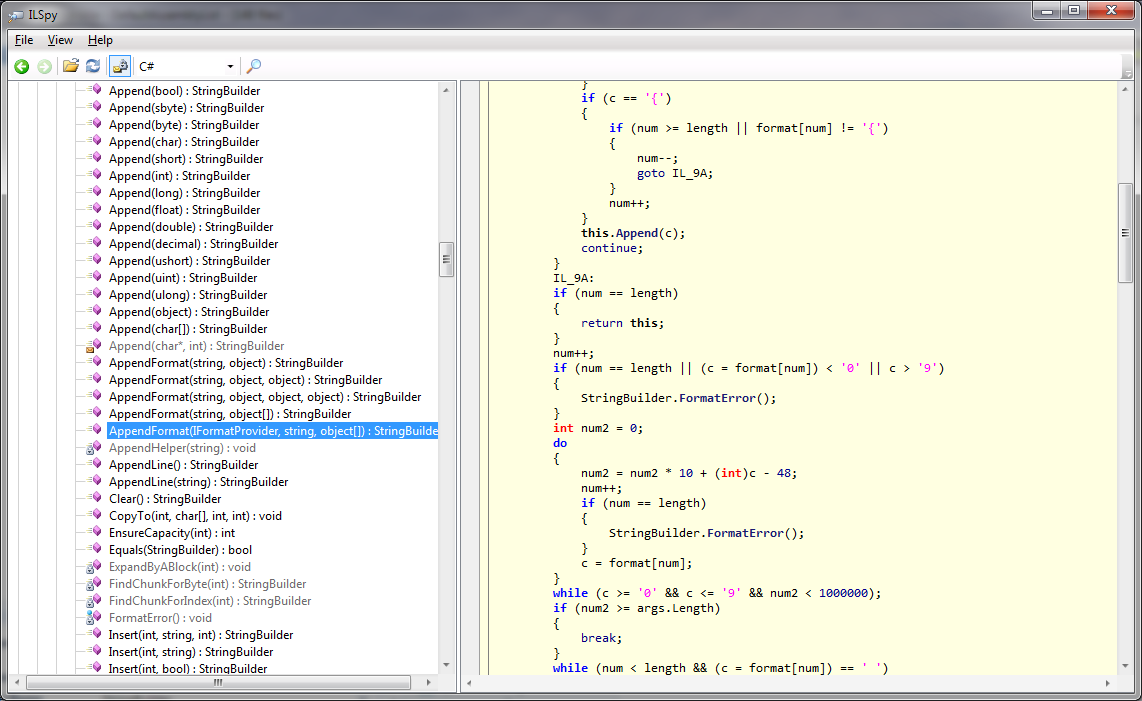 ILSpy
File View Help
C#
Append(bool) : StringBuilder
Append(sbyte) : StringBuilder
Append(byte) : StringBuilder
Append(char) : StringBuilder
Append(short) : StringBuilder
Append(int) : StringBuilder
Append(long) : StringBuilder
Append(float) : StringBuilder
Append(double) : StringBuilder
Append(decimal) : StringBuilder
Append(ushort) : StringBuilder
Append(uint) : StringBuilder
Append(ulong) : StringBuilder
Append(object) : StringBuilder
Append(char[]) : StringBuilder
Append(char*, int) : StringBuilder
AppendFormat(string, object) : StringBuilder
AppendFormat(string, object, object) : StringBuilder
AppendFormat(string, object, object, object) : StringBuilder
AppendFormat(string, object[]) : StringBuilder
AppendFormat(IFormatProvider, string, object[]) : StringBuilde
AppendHelper(string) : void
AppendLine() : StringBuilder
AppendLine(string) : StringBuilder
Clear() : StringBuilder
CopyTo(int, char[], int, int) : void
EnsureCapacity(int) : int
Equals(StringBuilder) : bool
ExpandByABlock(int) : void
FindChunkForByte(int) : StringBuilder
FindChunkForIndex(int) : StringBuilder
FormatError() : void
Insert(int, string, int) : StringBuilder
Insert(int, string) : StringBuilder
Insert(int, bool) : StringBuilder
}
if (c == '{')
{
if (num >= length || format[num] != '{')
{
num--;
goto IL_9A;
}
num++;
}
this.Append(c);
continue;
}
IL_9A:
if (num == length)
{
return this;
}
num++;
if (num == length || (c = format[num]) < '0' || c > '9')
{
StringBuilder.FormatError();
}
int num2 = 0;
do
{
num2 = num2 * 10 + (int)c - 48;
num++;
if (num == length)
{
StringBuilder.FormatError();
}
c = format[num];
}
while (c >= '0' && c <= '9' && num2 < 1000000);
if (num2 >= args.Length)
{
break;
}
while (num < length && (c = format[num]) == ' ')